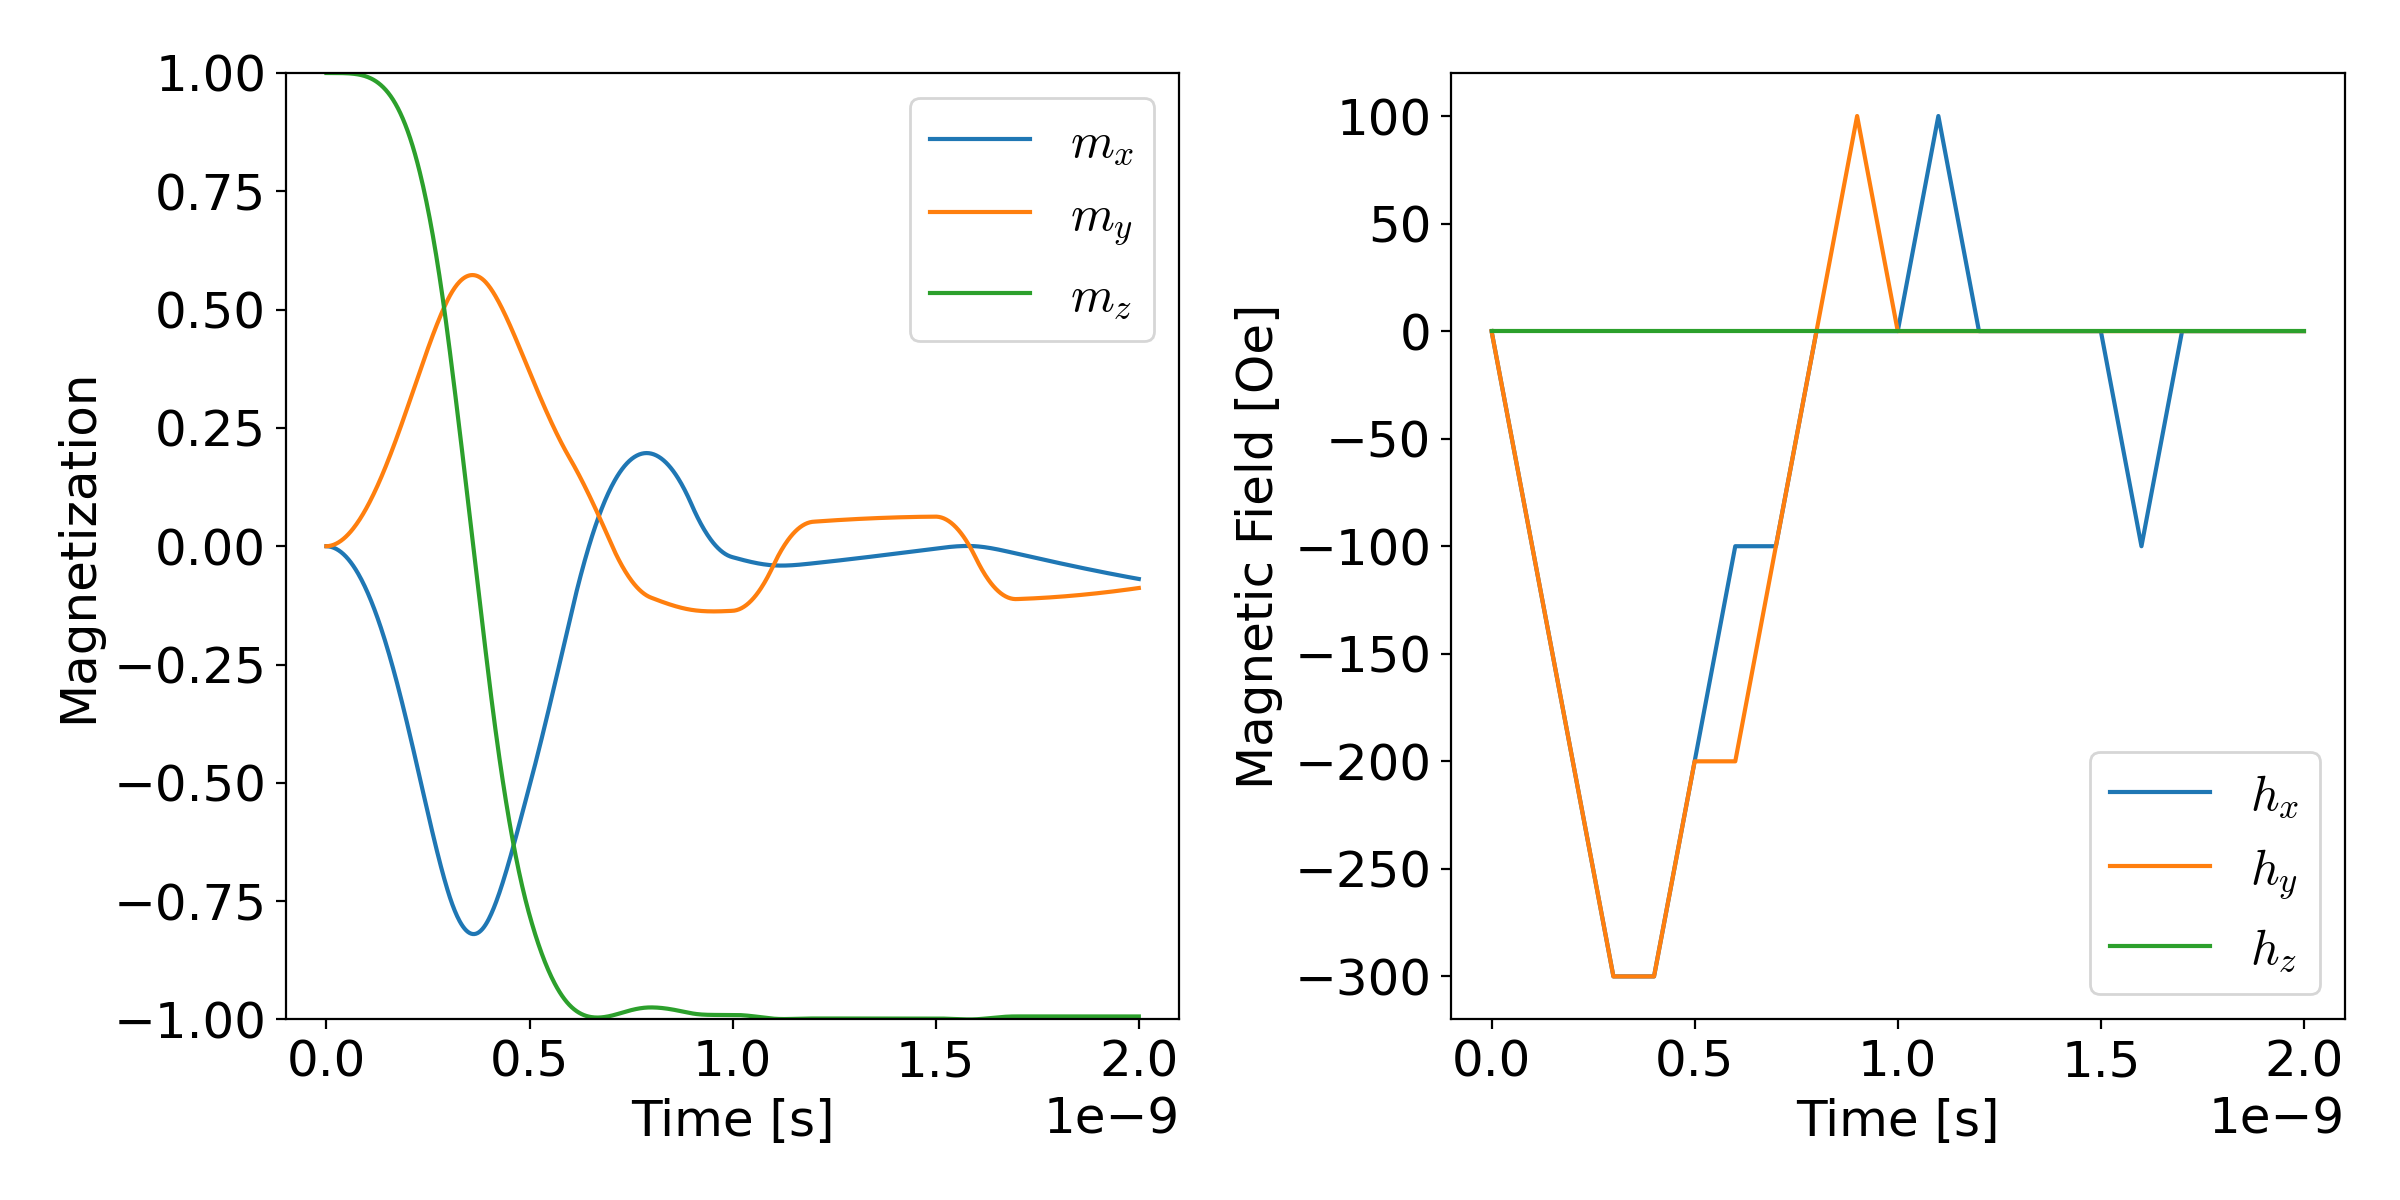 Magnetization
1.00
0.75
0.50
0.25
0.00
−0.25
−0.50
−0.75
−1.00
m_x
m_y
m_z
0.0 0.5 1.0 1.5 2.0
Time [s]
1e−9
Magnetic Field [Oe]
100
50
0
−50
−100
−150
−200
−250
−300
h_x
h_y
h_z
0.0 0.5 1.0 1.5 2.0
Time [s]
1e−9